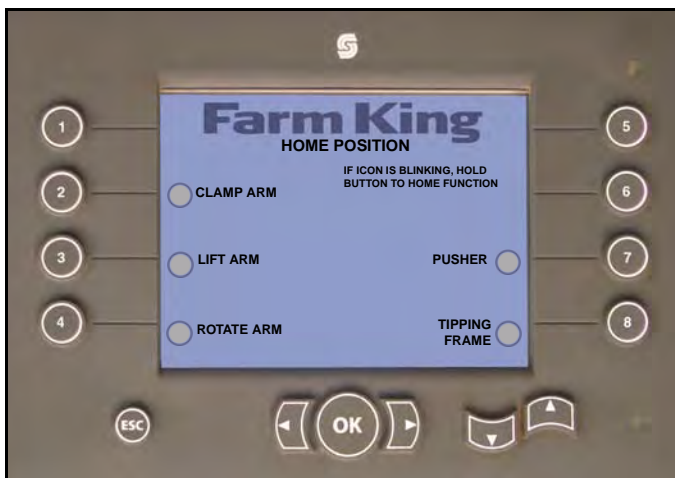 Farm King
HOME POSITION
IF ICON IS BLINKING, HOLD
BUTTON TO HOME FUNCTION
1
5
2
CLAMP ARM
6
3
LIFT ARM
PUSHER
7
4
ROTATE ARM
TIPPING
FRAME
8
ESC
OK